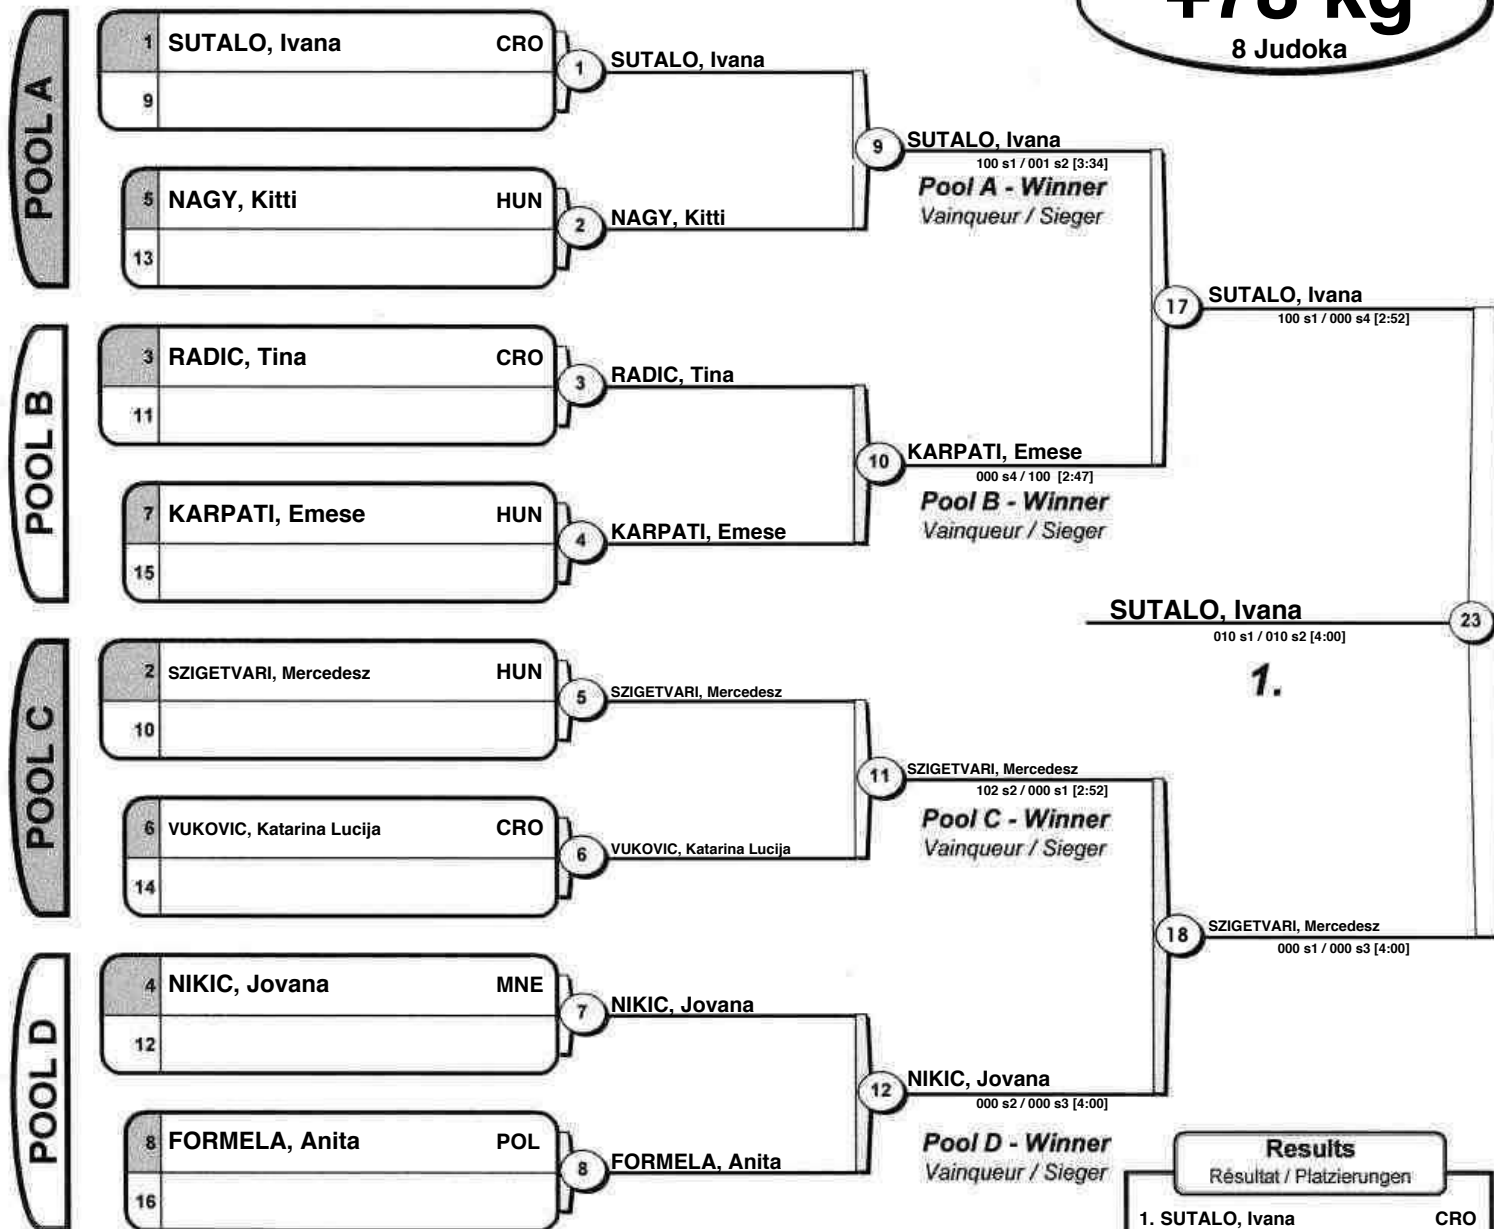 +78 kg
8 Judoka
POOL A
1 SUTALO, Ivana CRO
9
5 NAGY, Kitti HUN
13
1 SUTALO, Ivana
2 NAGY, Kitti
9 SUTALO, Ivana
100 s1 / 001 s2 [3:34]
Pool A - Winner
Vainqueur / Sieger
POOL B
3 RADIC, Tina CRO
11
7 KARPATI, Emese HUN
15
3 RADIC, Tina
4 KARPATI, Emese
10 KARPATI, Emese
000 s4 / 100 [2:47]
Pool B - Winner
Vainqueur / Sieger
17 SUTALO, Ivana
100 s1 / 000 s4 [2:52]
SUTALO, Ivana 23
010 s1 / 010 s2 [4:00]
1.
POOL C
2 SZIGETVARI, Mercedesz HUN
10
6 VUKOVIC, Katarina Lucija CRO
14
5 SZIGETVARI, Mercedesz
6 VUKOVIC, Katarina Lucija
11 SZIGETVARI, Mercedesz
102 s2 / 000 s1 [2:52]
Pool C - Winner
Vainqueur / Sieger
POOL D
4 NIKIC, Jovana MNE
12
8 FORMELA, Anita POL
16
7 NIKIC, Jovana
8 FORMELA, Anita
12 NIKIC, Jovana
000 s2 / 000 s3 [4:00]
Pool D - Winner
Vainqueur / Sieger
18 SZIGETVARI, Mercedesz
000 s1 / 000 s3 [4:00]
Results
Résultat / Platzierungen
1. SUTALO, Ivana CRO